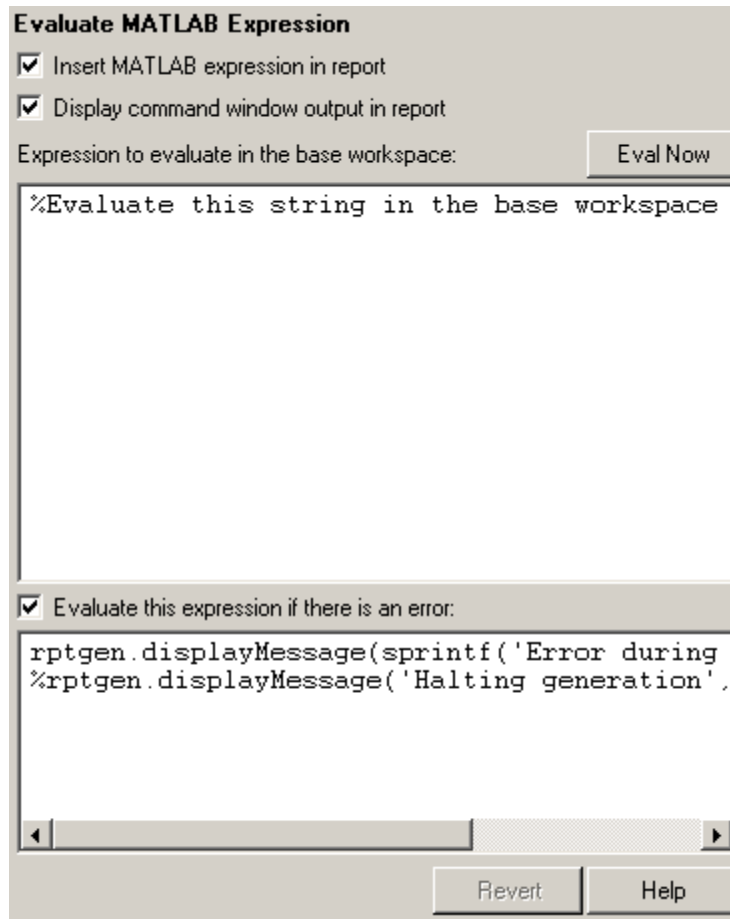 Evaluate MATLAB Expression
Insert MATLAB expression in report
Display command window output in report
Expression to evaluate in the base workspace: Eval Now
%Evaluate this string in the base workspace
Evaluate this expression if there is an error:
rptgen.displayMessage(sprintf('Error during
%rptgen.displayMessage('Halting generation',
Revert Help